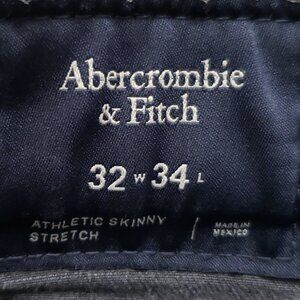 Abercrombie
& Fitch
32 W 34 L
ATHLETIC SKINNY
STRETCH
/ MADE IN
MEXICO